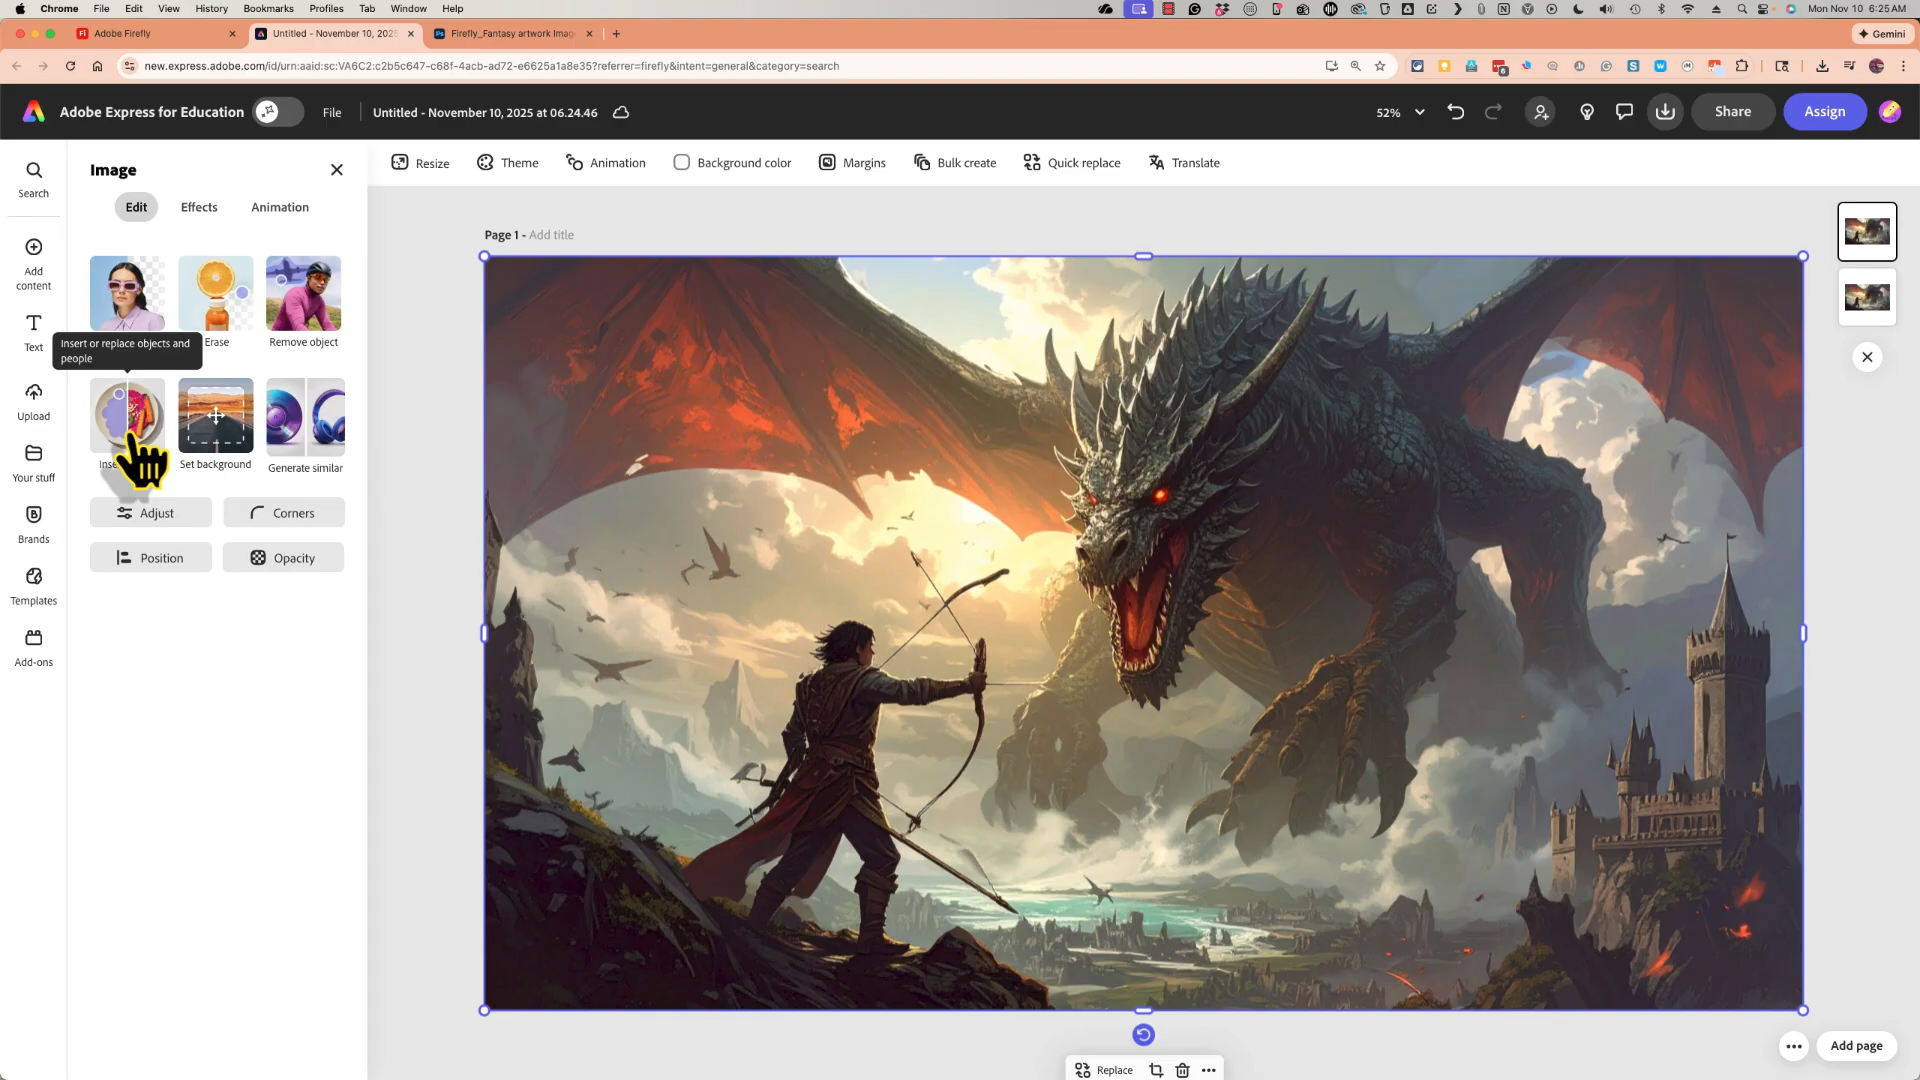 Chrome File Edit View History Bookmarks Profiles Tab Window Help Mon Nov 10 6:25 AM
Adobe Firefly Untitled - November 10, 2025 Firefly_Fantasy artwork Gemini
new.express.adobe.com/id/urn:aaid:sc:VA6C2:c2b5c647-c68f-4acb-ad72-e6625a1a8e35?referrer=firefly&intent=general&category=search
Adobe Express for Education File Untitled - November 10, 2025 at 06.24.46 52% Share Assign
Search
Add content
Text
Upload
Your stuff
Brands
Templates
Add-ons
Image
Edit Effects Animation
Erase Remove object
Insert or replace objects and
people
Set background Generate similar
Adjust Corners
Position Opacity
Resize Theme Animation Background color Margins Bulk create Quick replace Translate
Page 1 - Add title
Replace
Add page